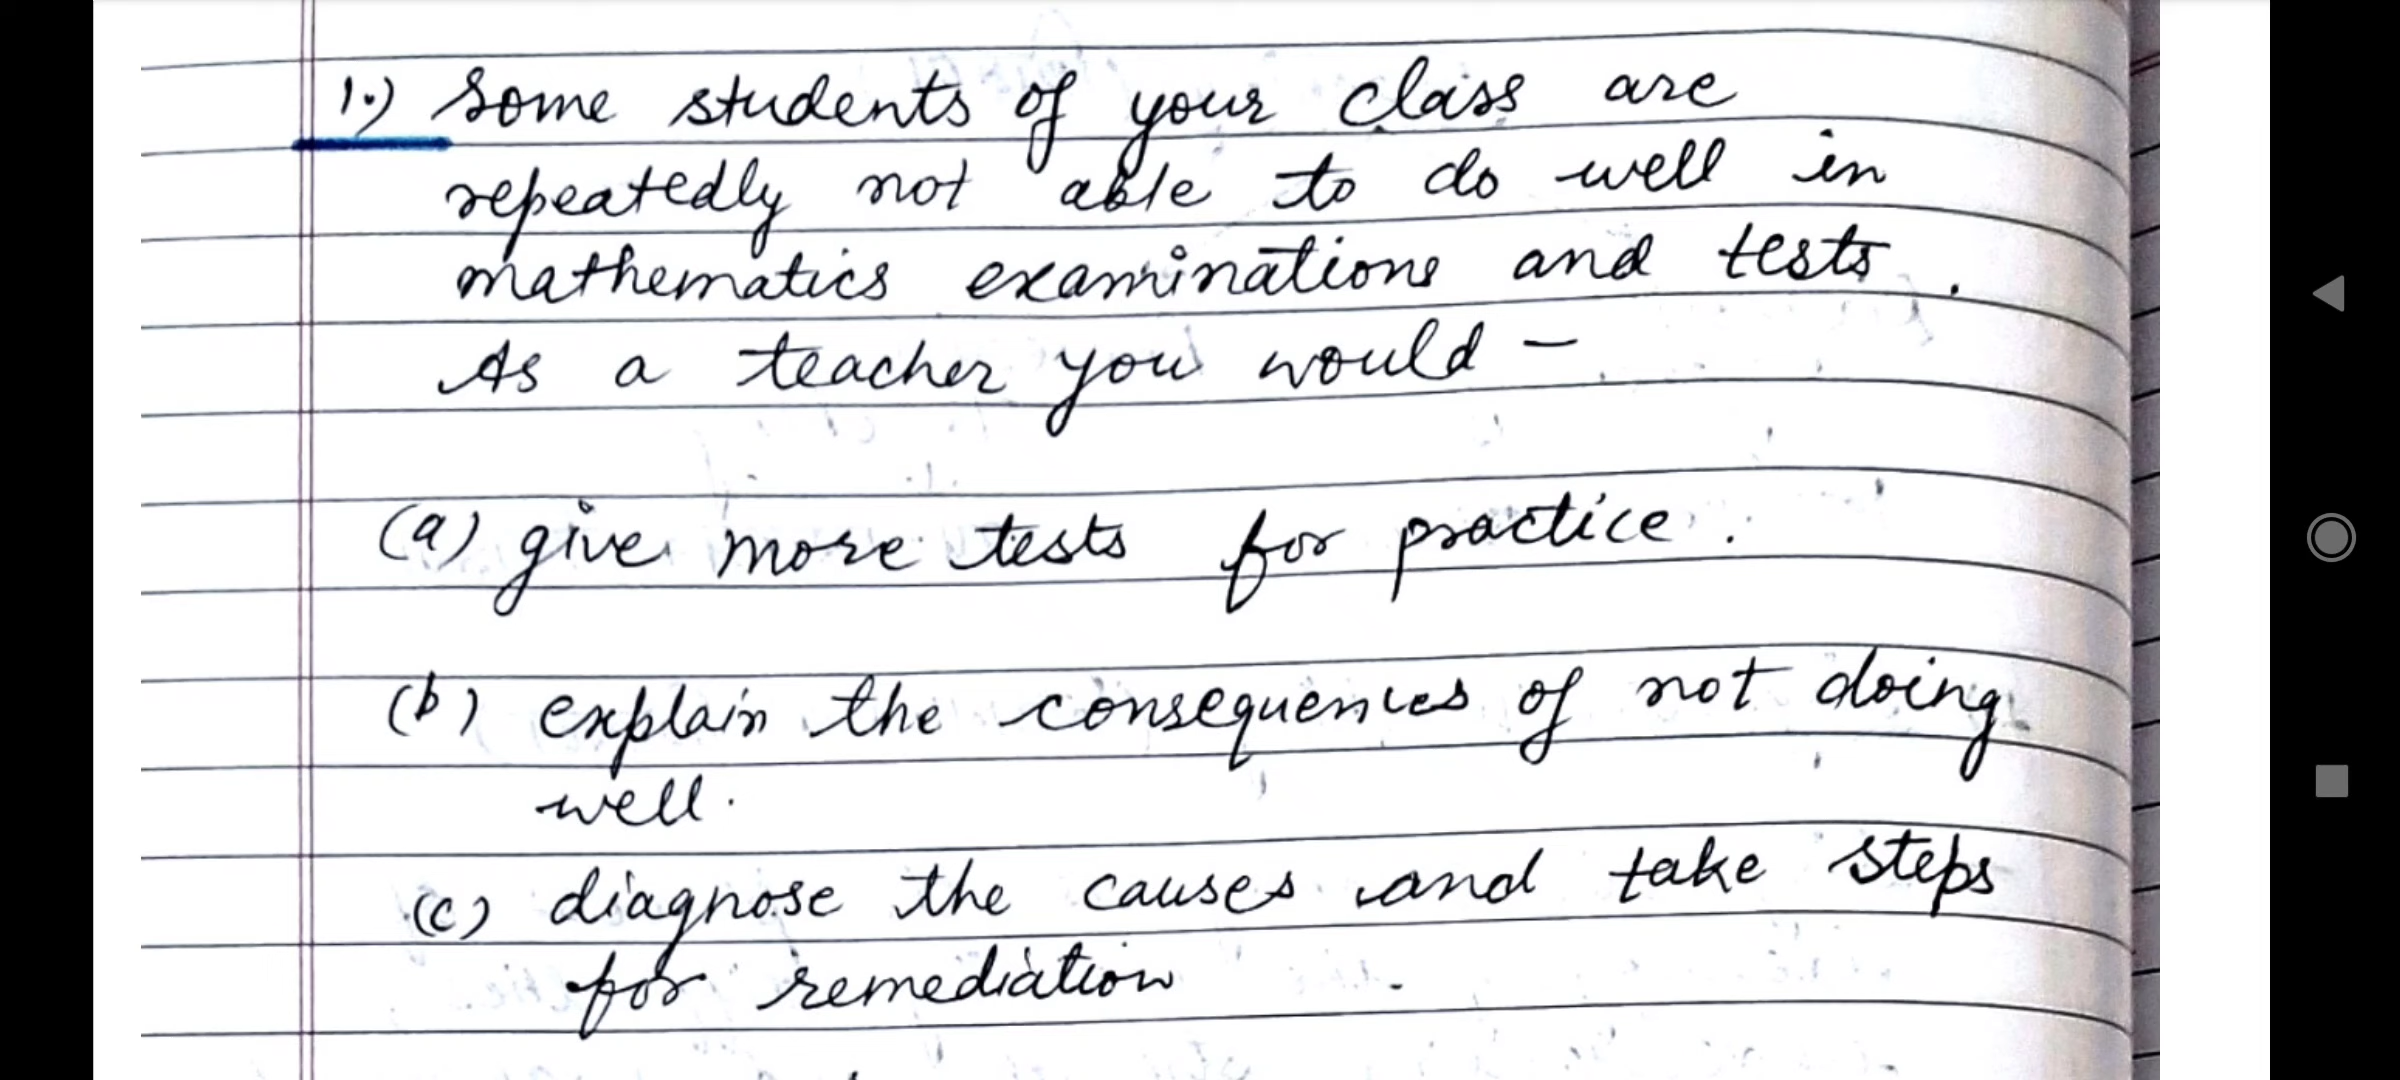 1.) Some students of your class are
repeatedly not able to do well in
mathematics examinations and tests.
As a teacher you would –
(a) give more tests for practice.
(b) explain the consequences of not doing
well.
(c) diagnose the causes and take steps
for remediation.